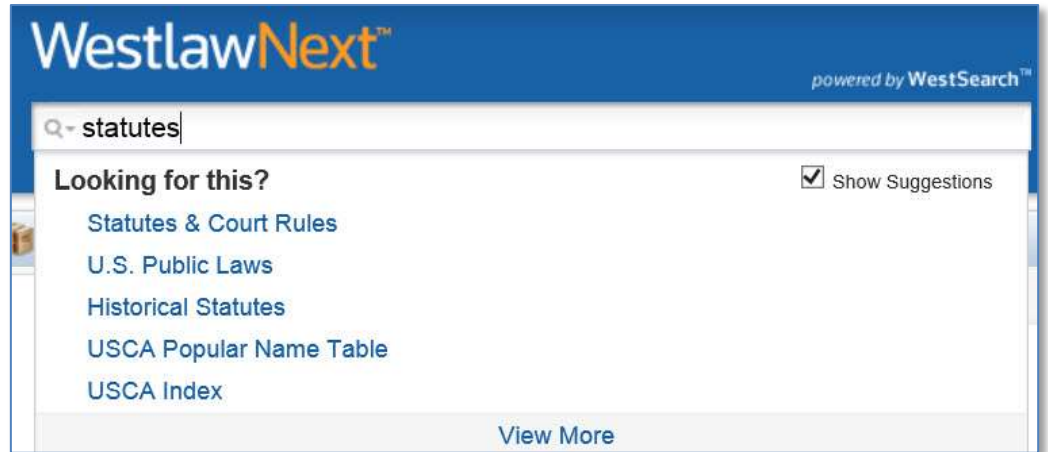 WestlawNext™
powered by WestSearch™
statutes
Looking for this?
Show Suggestions
Statutes & Court Rules
U.S. Public Laws
Historical Statutes
USCA Popular Name Table
USCA Index
View More